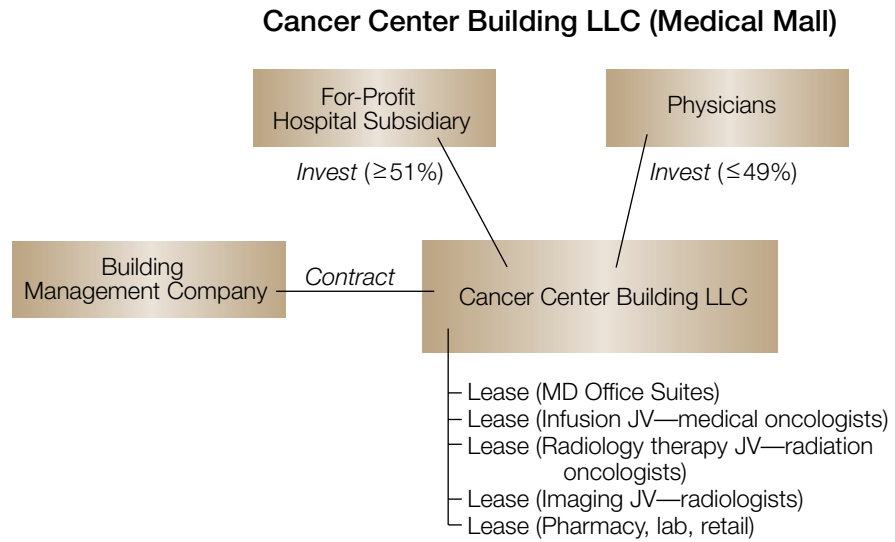 Cancer Center Building LLC (Medical Mall)
For-Profit
Hospital Subsidiary
Physicians
Invest (≥51%)
Invest (≤49%)
Building
Management Company
Contract
Cancer Center Building LLC
Lease (MD Office Suites)
Lease (Infusion JV—medical oncologists)
Lease (Radiology therapy JV—radiation
oncologists)
Lease (Imaging JV—radiologists)
Lease (Pharmacy, lab, retail)